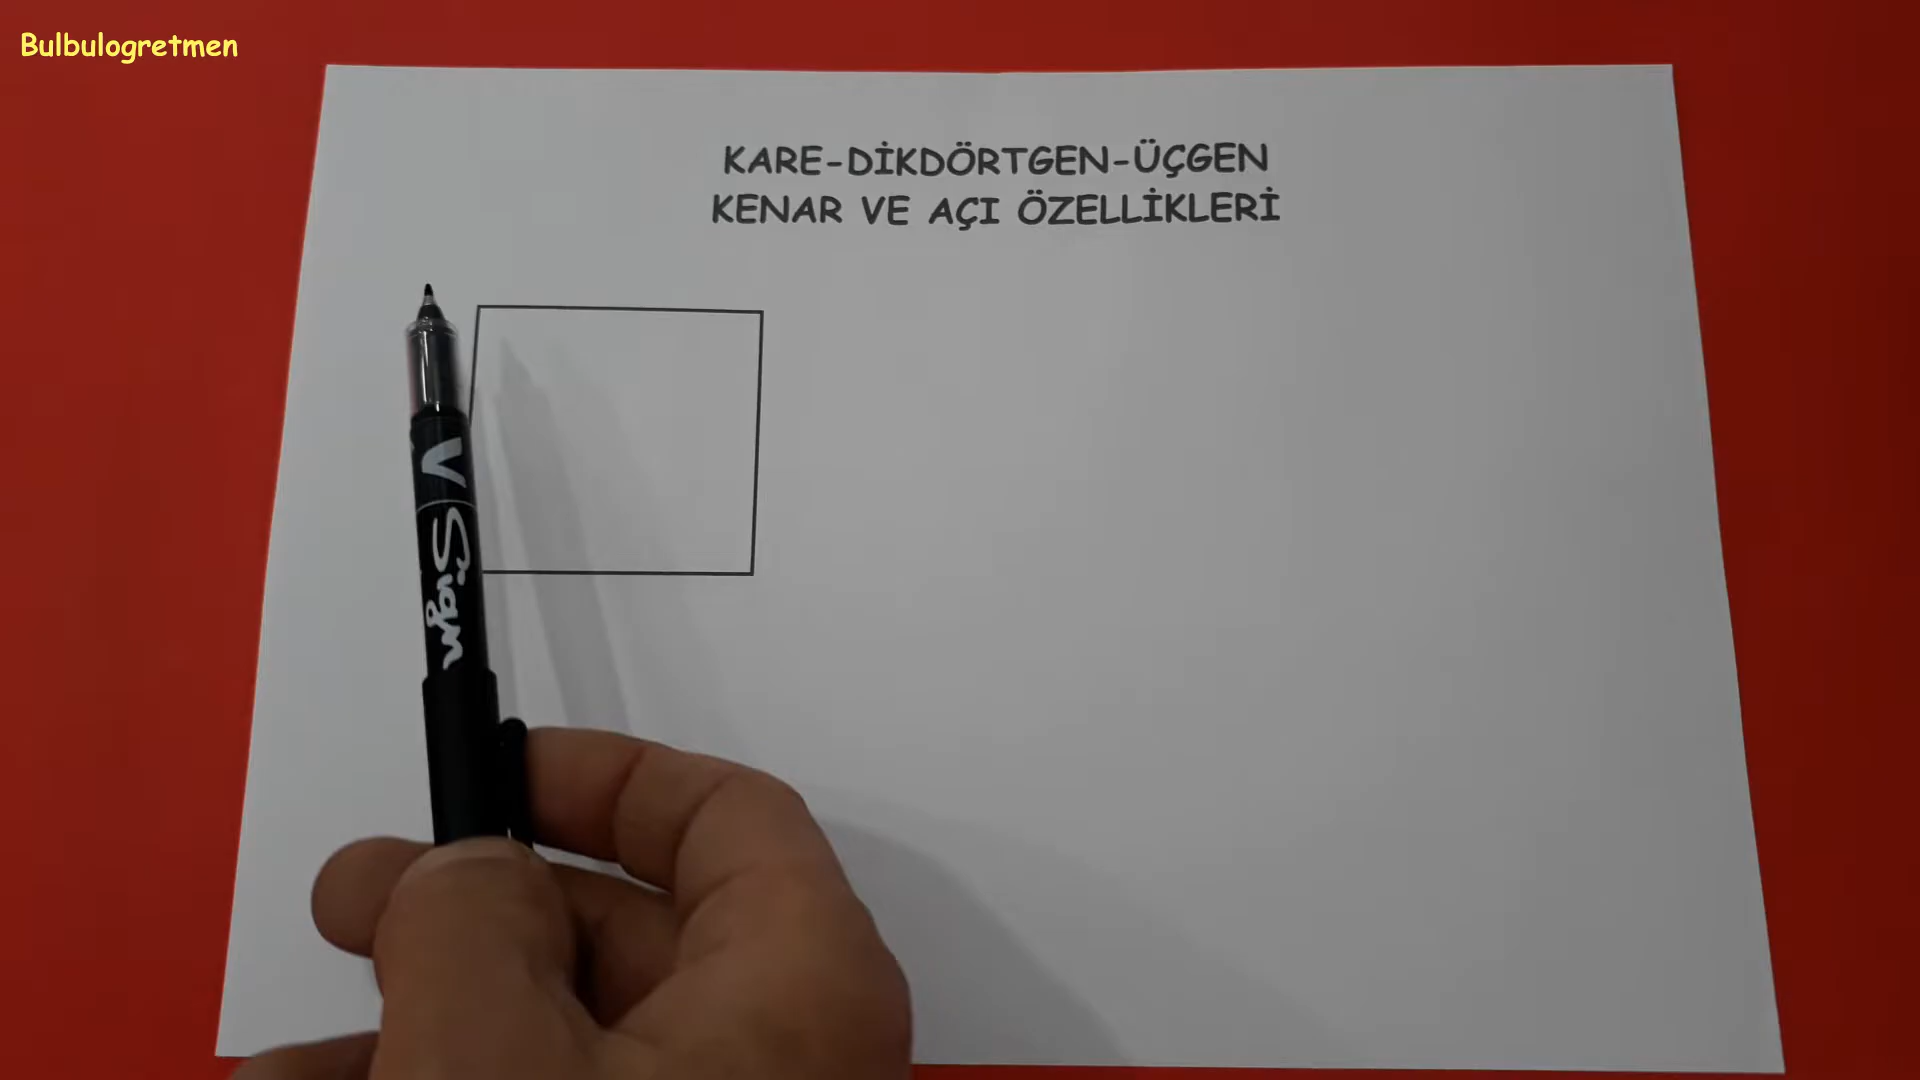 Bulbulogretmen
KARE-DİKDÖRTGEN-ÜÇGEN
KENAR VE AÇI ÖZELLİKLERİ
V Sign